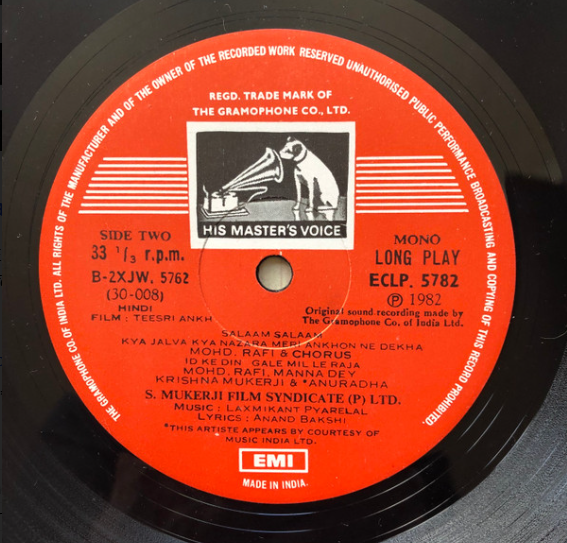 THE GRAMOPHONE CO. OF INDIA LTD. ALL RIGHTS OF THE MANUFACTURER AND OF THE OWNER OF THE RECORDED WORK RESERVED UNAUTHORISED PUBLIC PERFORMANCE BROADCASTING AND COPYING OF THIS RECORD PROHIBITED.
REGD. TRADE MARK OF
THE GRAMOPHONE CO., LTD.
HIS MASTER'S VOICE
SIDE TWO
33 1/3 r.p.m.
B-2XJW. 5762
(30-008)
HINDI
FILM : TEESRI ANKH
MONO
LONG PLAY
ECLP. 5782
Ⓟ 1982
Original sound recording made by
The Gramophone Co. of India Ltd.
SALAAM SALAAM
KYA JALVA KYA NAZARA MERI ANKHON NE DEKHA
MOHD. RAFI & CHORUS
ID KE DIN GALE MIL LE RAJA
MOHD. RAFI, MANNA DEY
KRISHNA MUKERJI & *ANURADHA
S. MUKERJI FILM SYNDICATE (P) LTD.
MUSIC : LAXMIKANT PYARELAL
LYRICS : ANAND BAKSHI
*THIS ARTISTE APPEARS BY COURTESY OF
MUSIC INDIA LTD.
EMI
MADE IN INDIA.